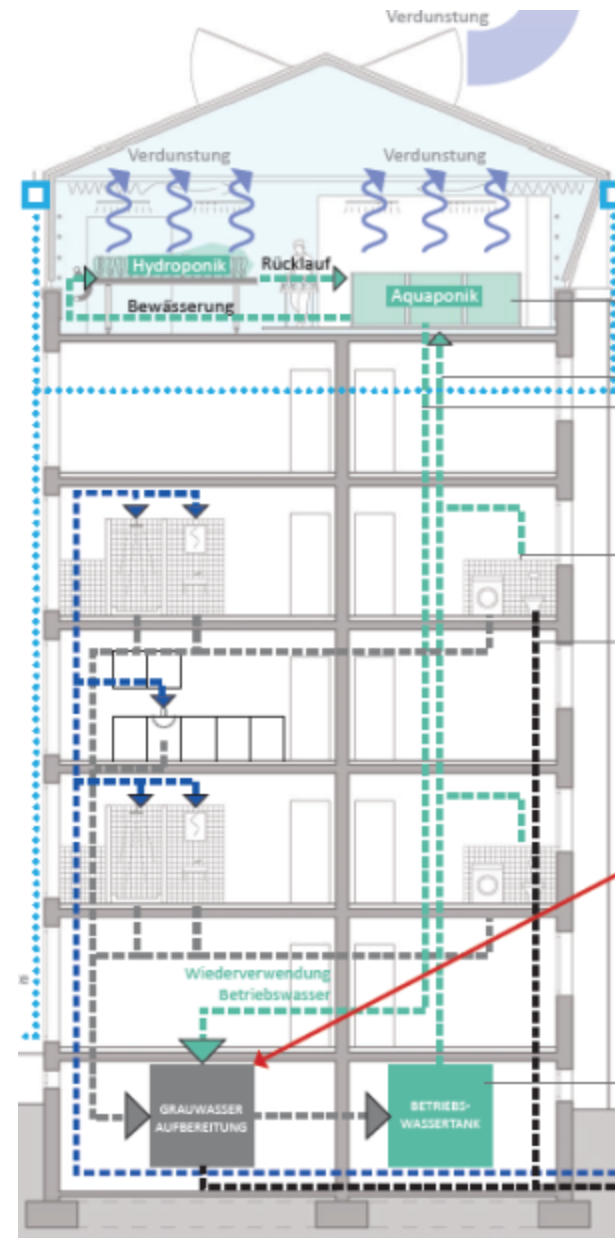 Verdunstung
Verdunstung
Verdunstung
Hydroponik
Rücklauf
Bewässerung
Aquaponik
Wiederverwendung
Betriebswasser
GRAUWASSER
AUFBEREITUNG
BETRIEBS-
WASSERTANK